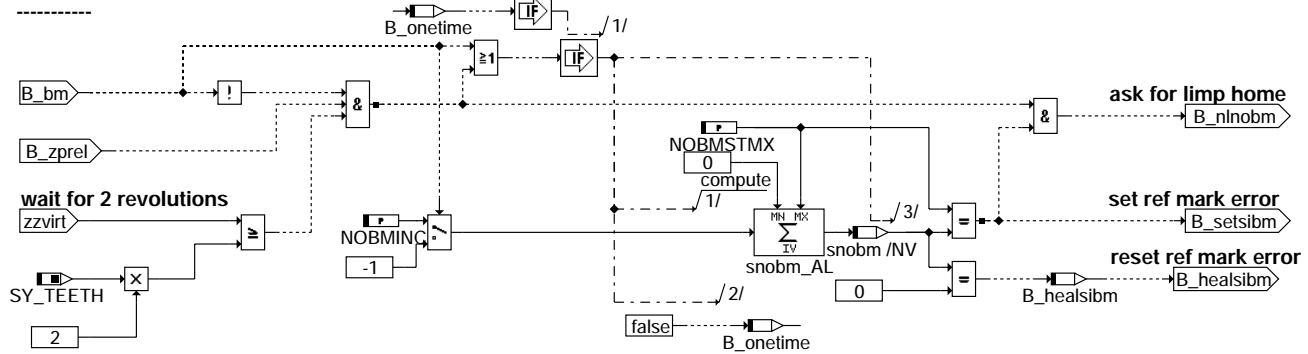 B_onetime
IF
1/
≥1
IF
B_bm
!
&
ask for limp home
&
B_nlnobm
P
NOBMSTMX
B_zprel
0
compute
1/
wait for 2 revolutions
zzvirt
≥
P
NOBMINC
MN MX
Σ
IV
snobm_AL
3/
snobm /NV
=
set ref mark error
B_setsibm
-1
reset ref mark error
=
B_healsibm
B_healsibm
SY_TEETH
×
0
2/
2
false
B_onetime